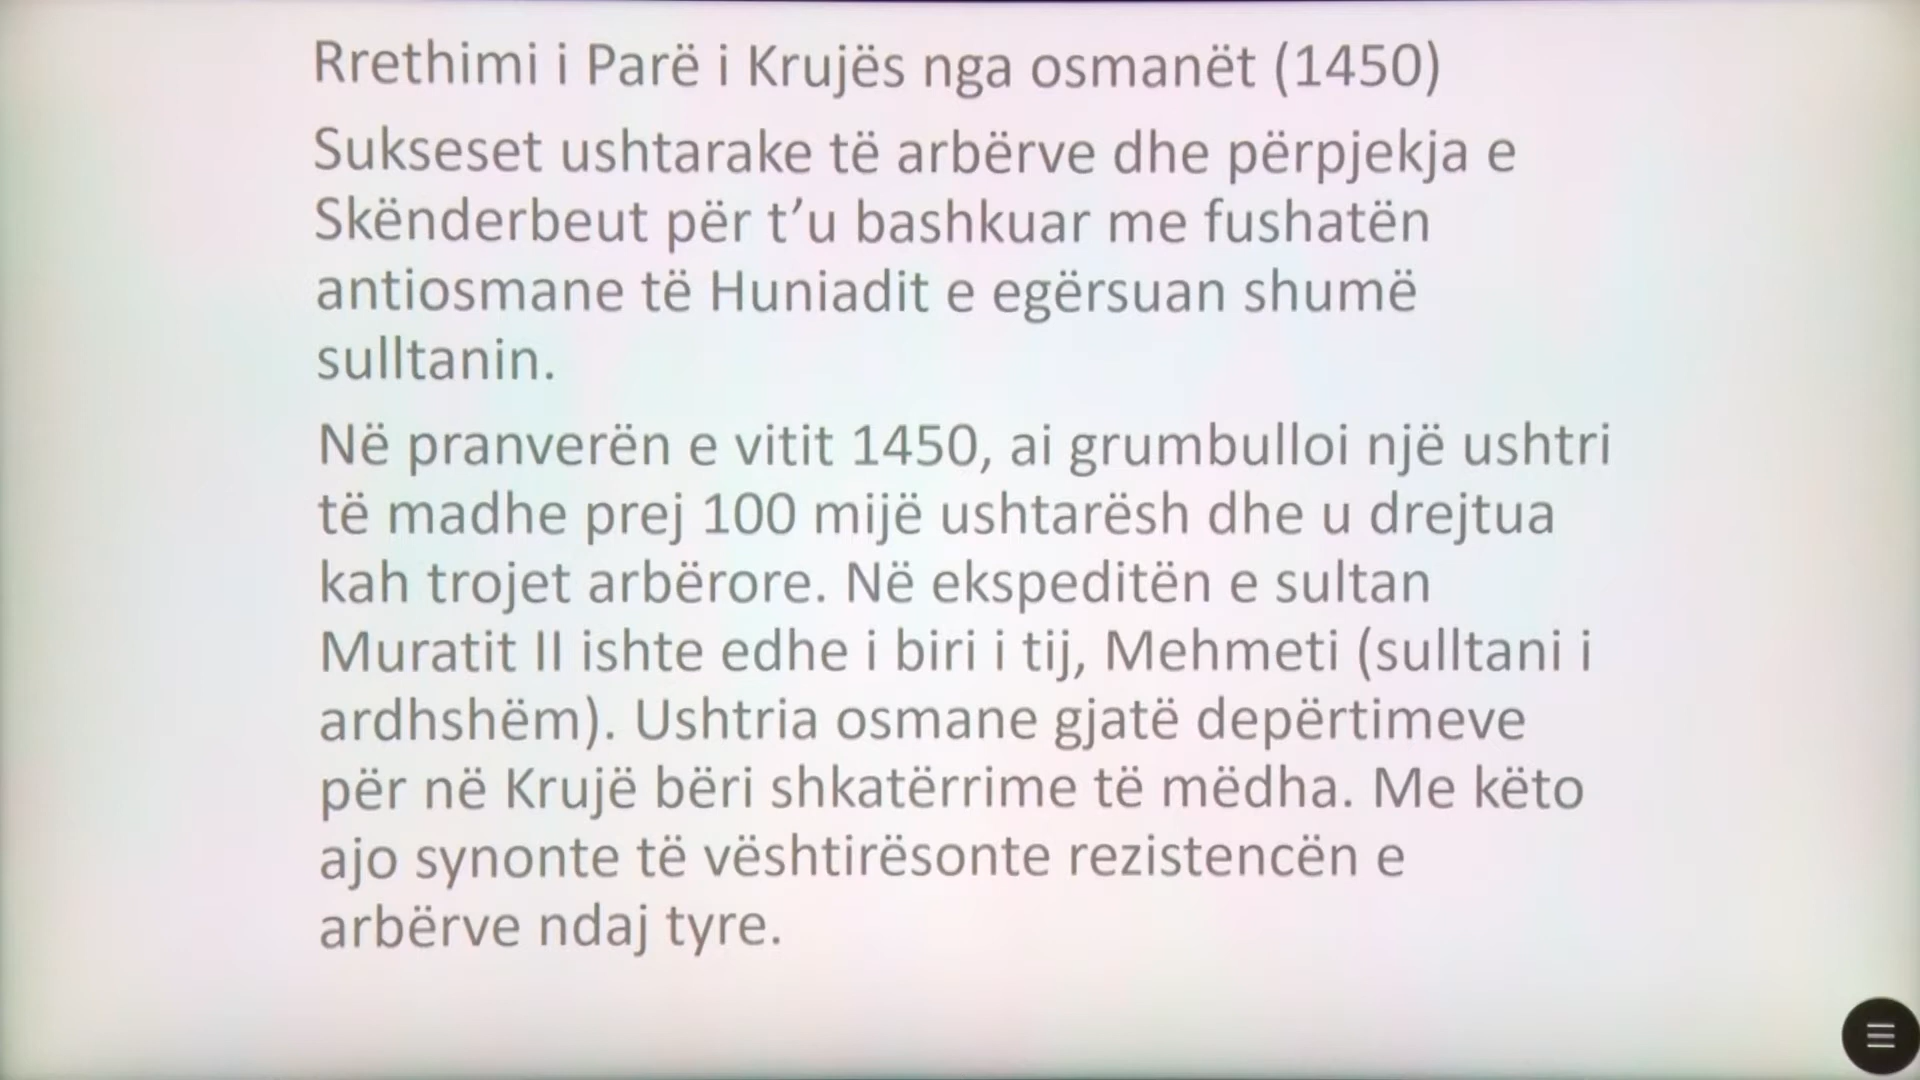 Rrethimi i Parë i Krujës nga osmanët (1450)
Sukseset ushtarake të arbërve dhe përpjekja e
Skënderbeut për t’u bashkuar me fushatën
antiosmane të Huniadit e egërsuan shumë
sulltanin.
Në pranverën e vitit 1450, ai grumbulloi një ushtri
të madhe prej 100 mijë ushtarësh dhe u drejtua
kah trojet arbërore. Në ekspeditën e sultan
Muratit II ishte edhe i biri i tij, Mehmeti (sulltani i
ardhshëm). Ushtria osmane gjatë depërtimeve
për në Krujë bëri shkatërrime të mëdha. Me këto
ajo synonte të vështirësonte rezistencën e
arbërve ndaj tyre.